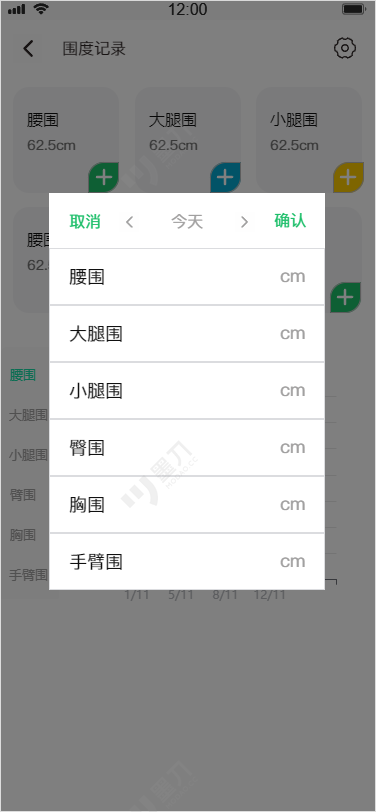 12:00
围度记录
腰围 大腿围 小腿围
62.5cm 62.5cm 62.5cm
腰围
62.5
取消 今天 确认
腰围 cm
大腿围 cm
小腿围 cm
臀围 cm
胸围 cm
手臂围 cm
腰围
大腿围
小腿围
臀围
胸围
手臂围
1/11 5/11 8/11 12/11
墨刀